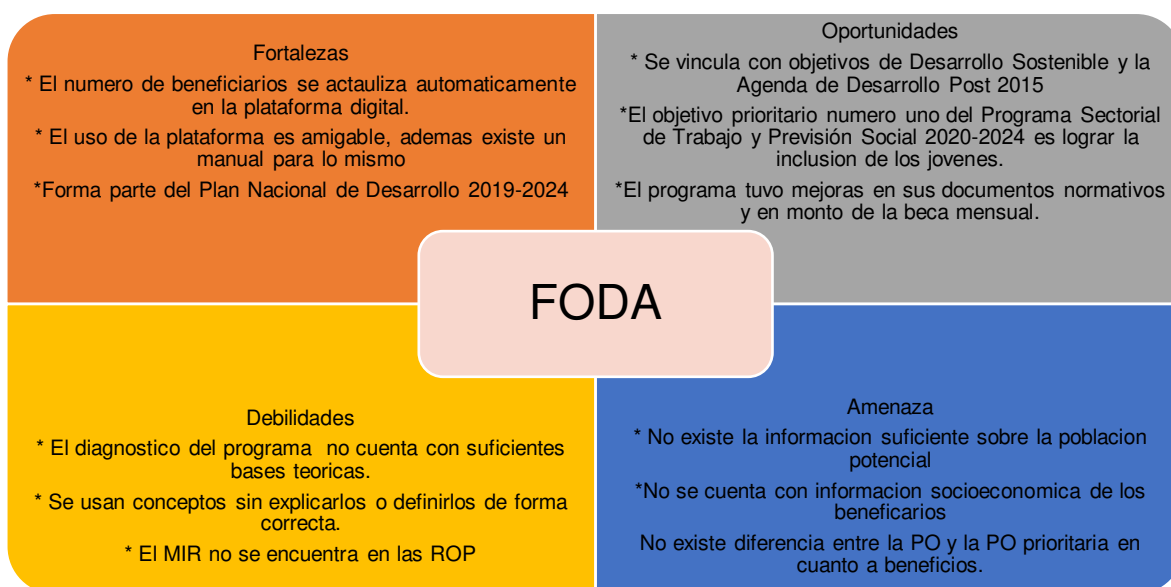 Fortalezas
* El numero de beneficiarios se actauliza automaticamente
en la plataforma digital.
* El uso de la plataforma es amigable, ademas existe un
manual para lo mismo
*Forma parte del Plan Nacional de Desarrollo 2019-2024
Oportunidades
* Se vincula con objetivos de Desarrollo Sostenible y la
Agenda de Desarrollo Post 2015
*El objetivo prioritario numero uno del Programa Sectorial
de Trabajo y Previsión Social 2020-2024 es lograr la
inclusion de los jovenes.
*El programa tuvo mejoras en sus documentos normativos
y en monto de la beca mensual.
FODA
Debilidades
* El diagnostico del programa no cuenta con suficientes
bases teoricas.
* Se usan conceptos sin explicarlos o definirlos de forma
correcta.
* El MIR no se encuentra en las ROP
Amenaza
* No existe la informacion suficiente sobre la poblacion
potencial
*No se cuenta con informacion socioeconomica de los
beneficarios
No existe diferencia entre la PO y la PO prioritaria en
cuanto a beneficios.